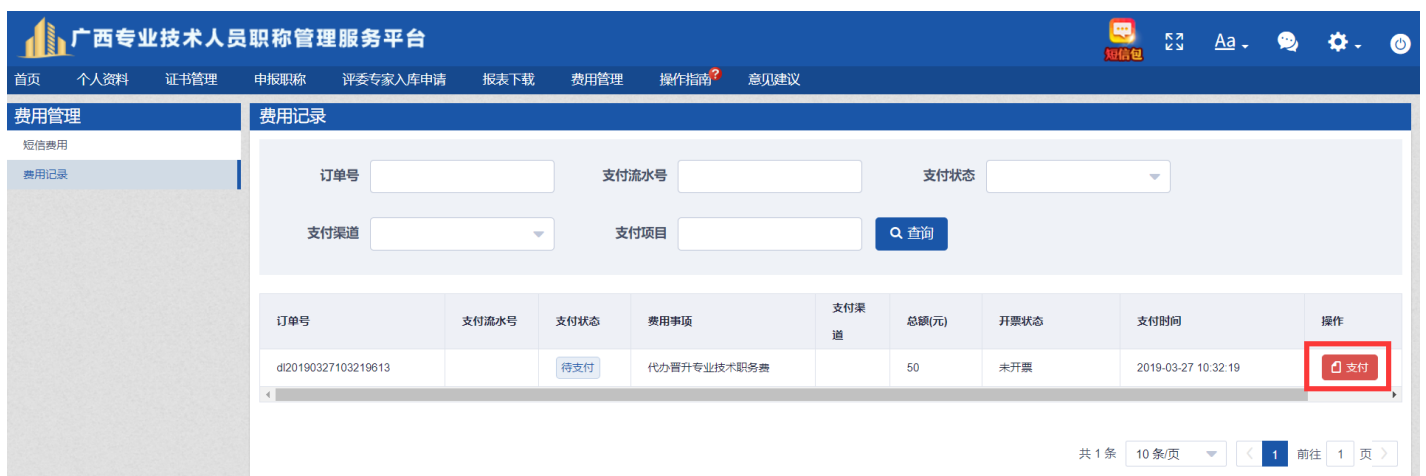 广西专业技术人员职称管理服务平台
短信包
Aa
首页 个人资料 证书管理 申报职称 评委专家入库申请 报表下载 费用管理 操作指南? 意见建议
费用管理
短信费用
费用记录
费用记录
订单号 支付流水号 支付状态
支付渠道 支付项目 查询
订单号 支付流水号 支付状态 费用事项 支付渠道 总额(元) 开票状态 支付时间 操作
dl20190327103219613 待支付 代办晋升专业技术职务费 50 未开票 2019-03-27 10:32:19 支付
共 1 条 10 条/页 1 前往 1 页